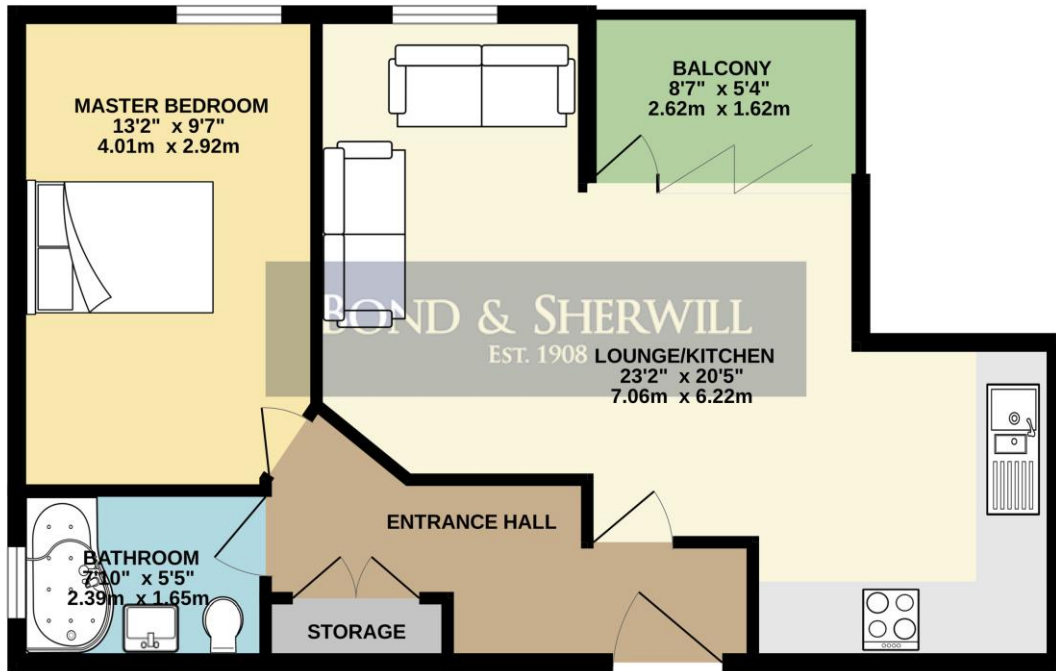 MASTER BEDROOM
13'2" x 9'7"
4.01m x 2.92m
BALCONY
8'7" x 5'4"
2.62m x 1.62m
BOND & SHERWILL
EST. 1908
LOUNGE/KITCHEN
23'2" x 20'5"
7.06m x 6.22m
ENTRANCE HALL
BATHROOM
7'10" x 5'5"
2.39m x 1.65m
STORAGE